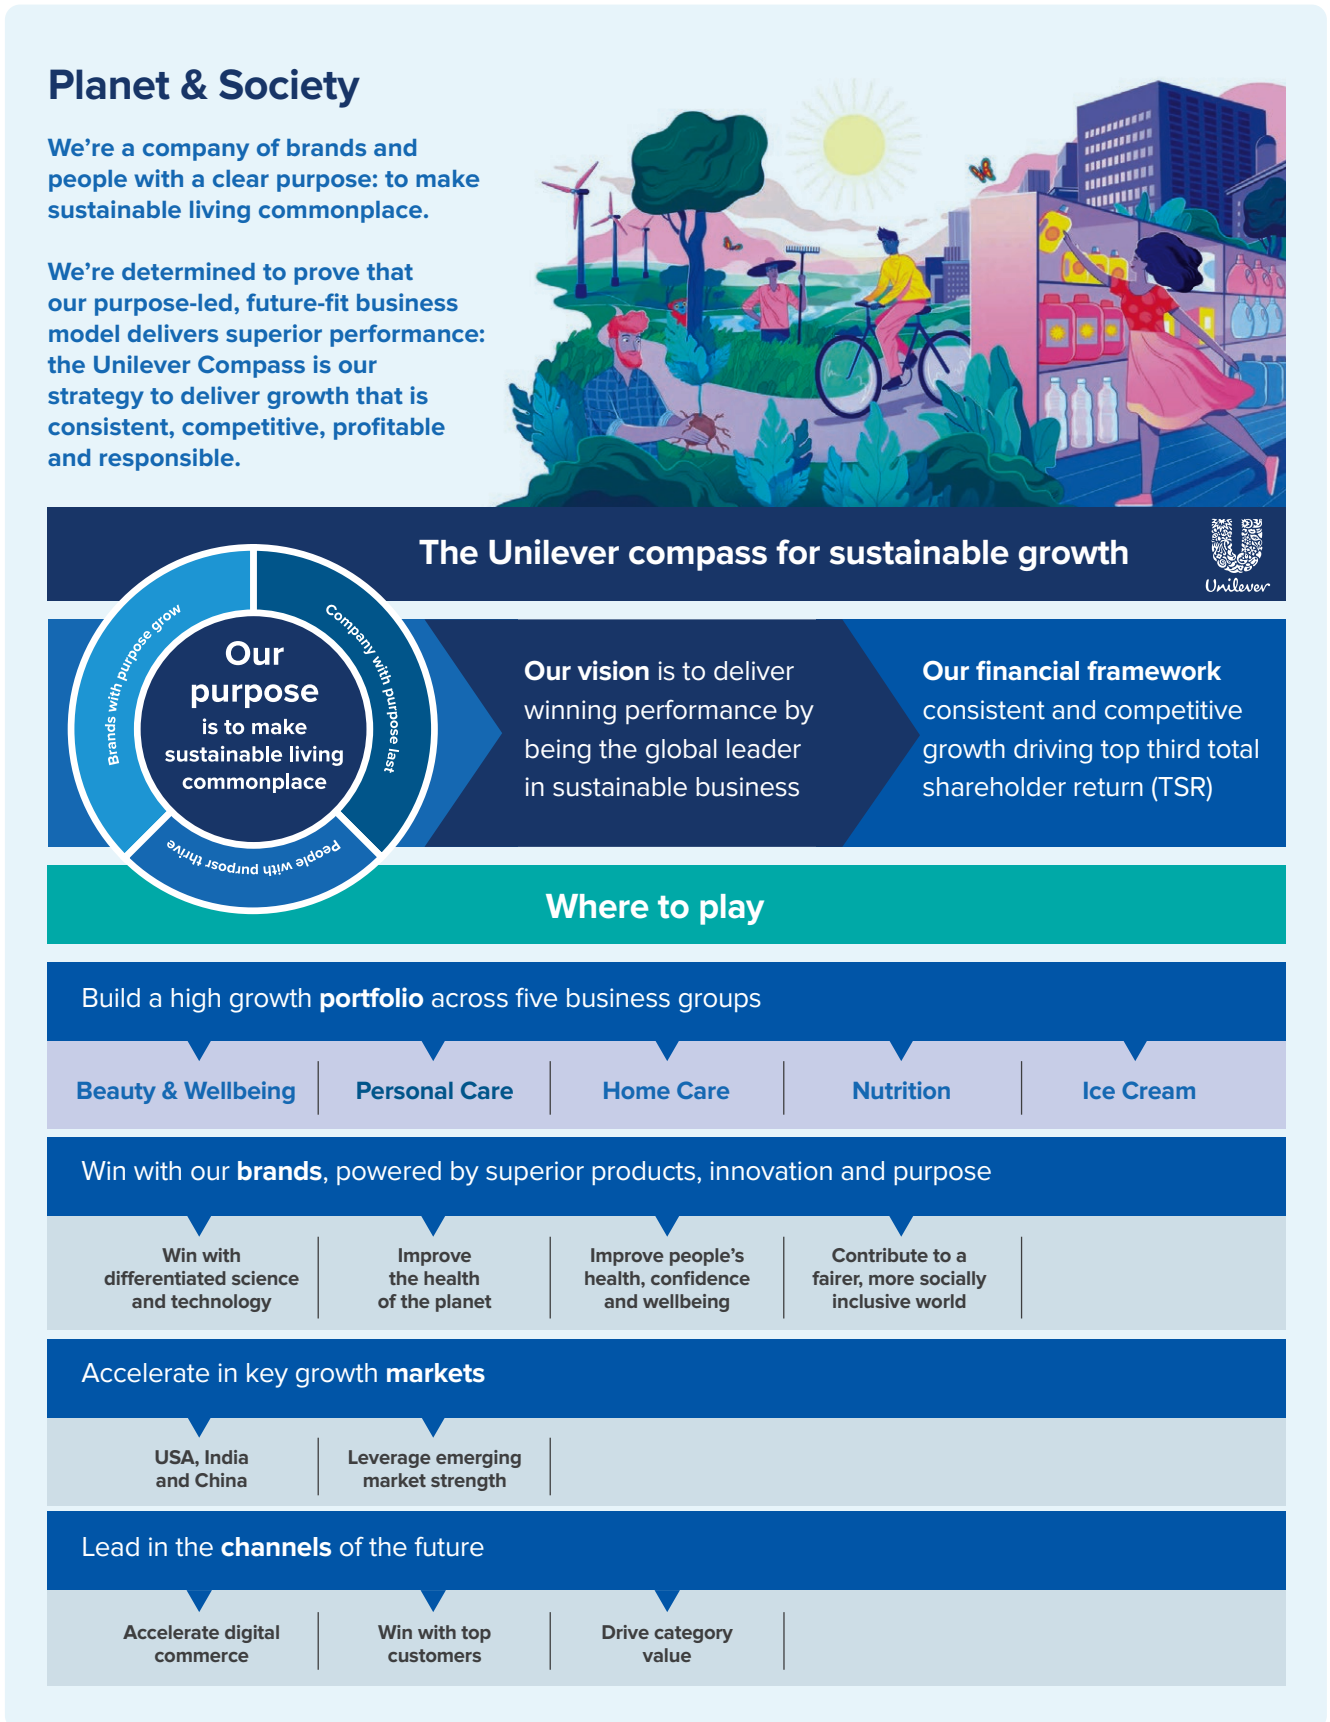 Planet & Society
We're a company of brands and
people with a clear purpose: to make
sustainable living commonplace.
We're determined to prove that
our purpose-led, future-fit business
model delivers superior performance:
the Unilever Compass is our
strategy to deliver growth that is
consistent, competitive, profitable
and responsible.
The Unilever compass for sustainable growth
Unilever
Brands with purpose grow
Company with purpose last
People with purposr thrive
Our
purpose
is to make
sustainable living
commonplace
Our vision is to deliver
winning performance by
being the global leader
in sustainable business
Our financial framework
consistent and competitive
growth driving top third total
shareholder return (TSR)
Where to play
Build a high growth portfolio across five business groups
Beauty & Wellbeing
Personal Care
Home Care
Nutrition
Ice Cream
Win with our brands, powered by superior products, innovation and purpose
Win with
differentiated science
and technology
Improve
the health
of the planet
Improve people's
health, confidence
and wellbeing
Contribute to a
fairer, more socially
inclusive world
Accelerate in key growth markets
USA, India
and China
Leverage emerging
market strength
Lead in the channels of the future
Accelerate digital
commerce
Win with top
customers
Drive category
value